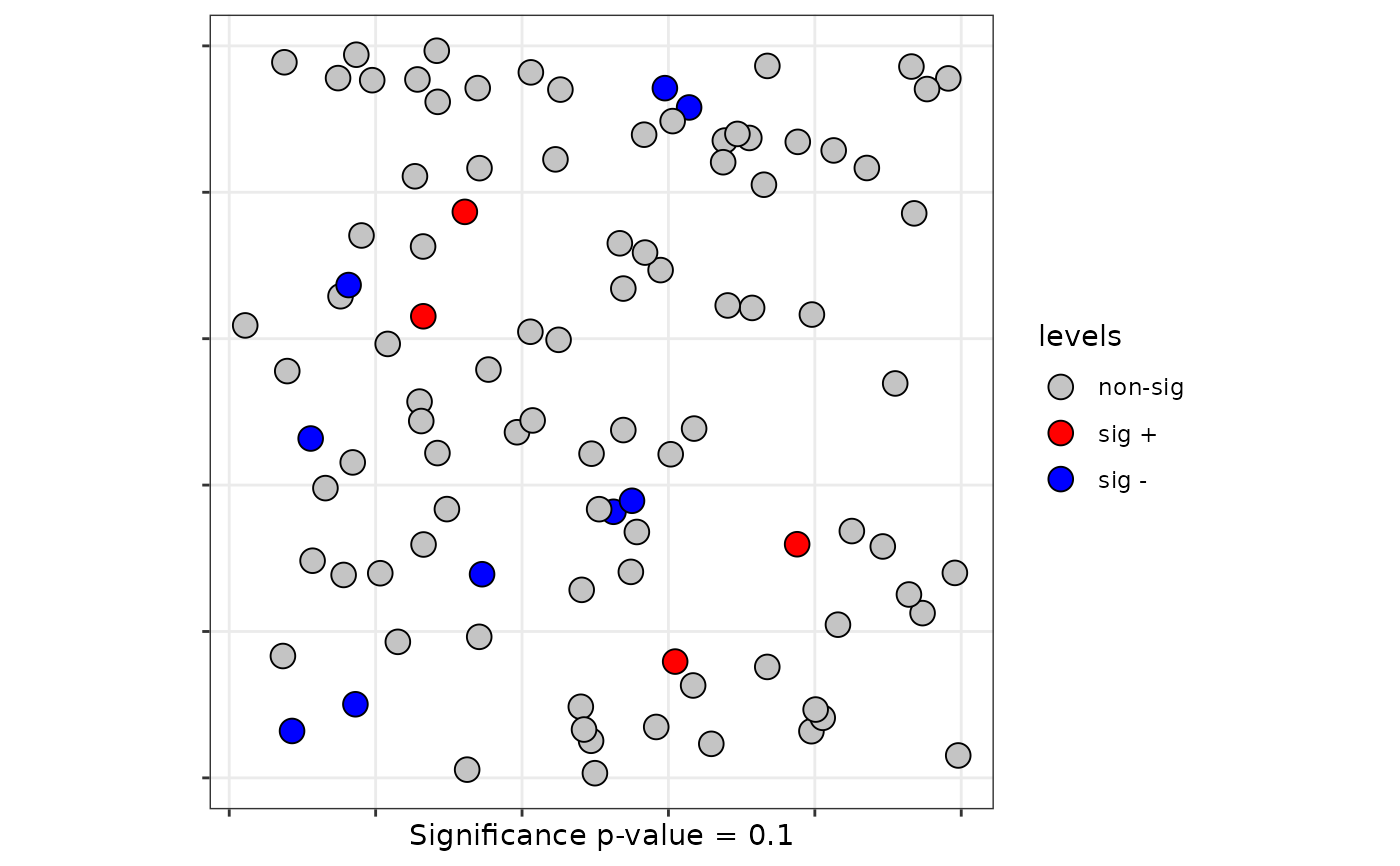 levels
non-sig
sig +
sig -
Significance p-value = 0.1